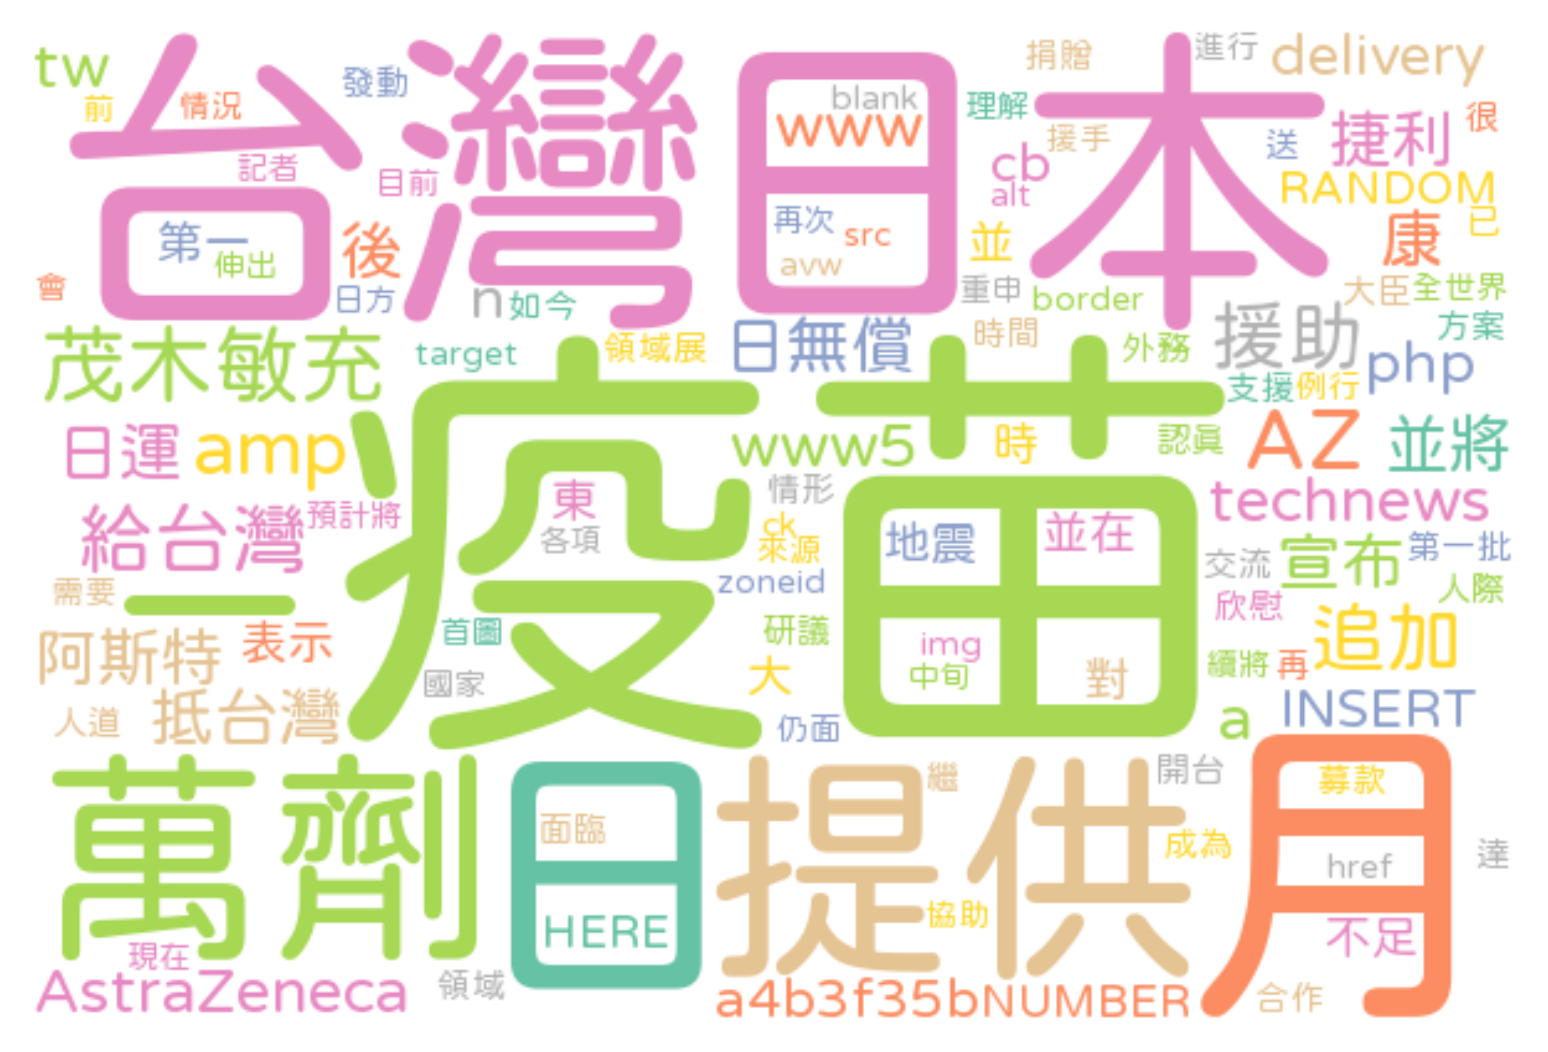 台灣
日本
tw
前
情況
發動
記者
目前
第一
伸出
後
日方
會
n
如今
blank
www
再次
src
avw
理解
cb
alt
並
重申
border
捐贈
援手
進行
delivery
送
捷利
很
RANDOM
康
已
大臣
全世界
方案
茂木敏充
target
領域展
日無償
時間
外務
援助
php
支援
例行
疫苗
日運
amp
www5
時
認真
AZ
並將
給台灣
預計將
東
各項
情形
ck
來源
zoneid
地震
並在
technews
交流
宣布
第一批
人際
欣慰
需要
一
阿斯特
表示
首圖
國家
研議
大
仍面
img
中旬
對
續將
再
追加
a
INSERT
人道
抵台灣
萬劑
日
面臨
HERE
提供
繼
協助
開台
成為
月
募款
href
不足
達
現在
AstraZeneca
領域
a4b3f35bNUMBER
合作